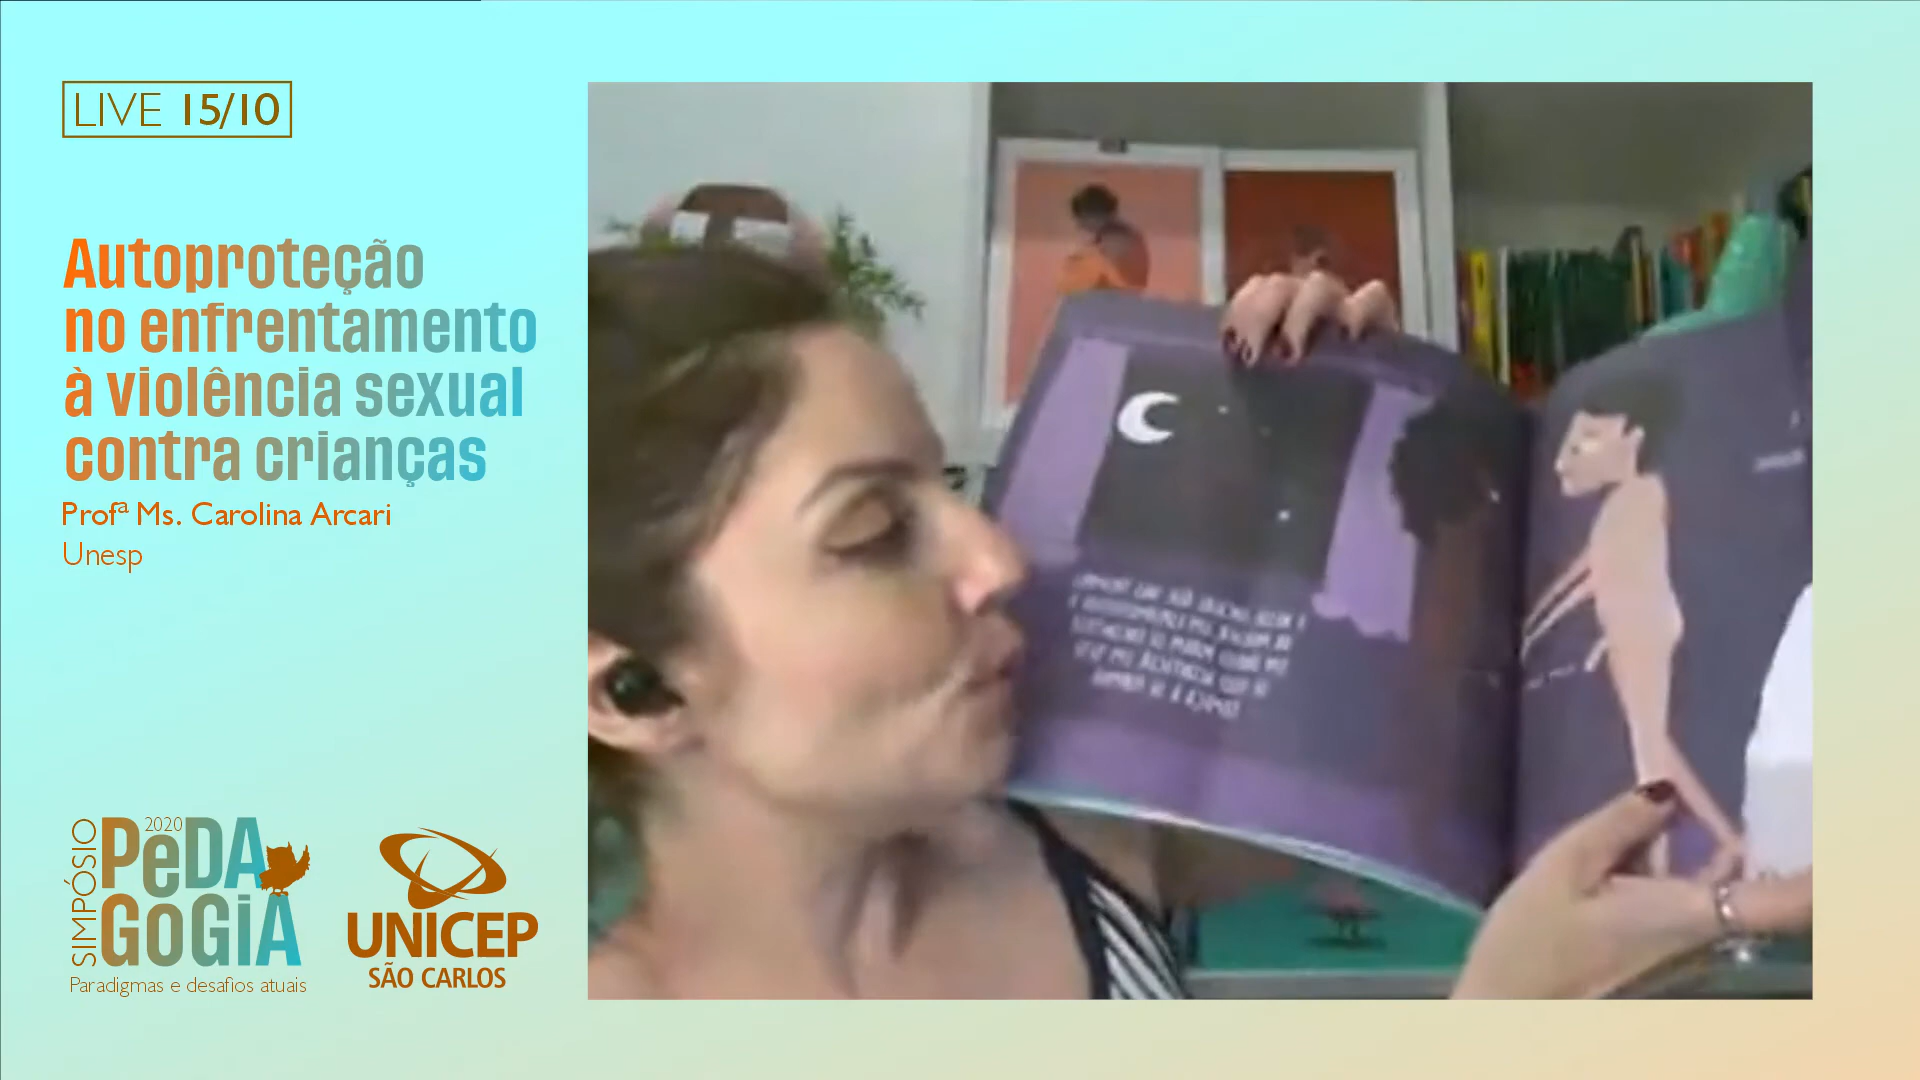 LIVE 15/10
Autoproteção
no enfrentamento
à violência sexual
contra crianças
Profª Ms. Carolina Arcari
Unesp
SIMPÓSIO
2020
PeDA
GoGiA
Paradigmas e desafios atuais
UNICEP
SÃO CARLOS